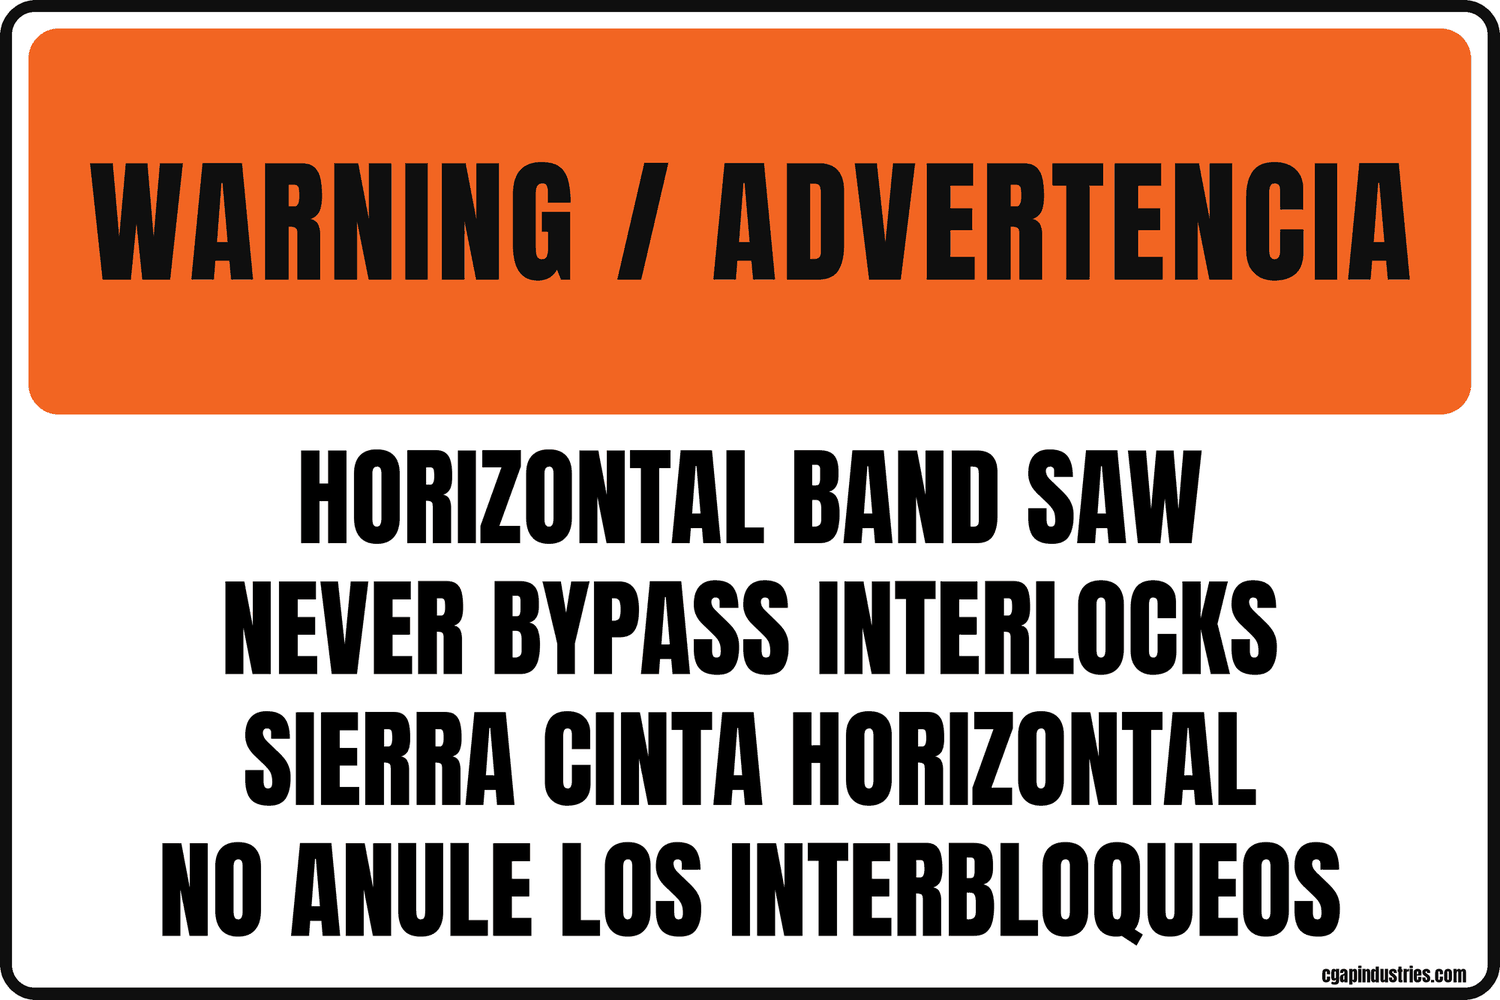 WARNING / ADVERTENCIA
HORIZONTAL BAND SAW
NEVER BYPASS INTERLOCKS
SIERRA CINTA HORIZONTAL
NO ANULE LOS INTERBLOQUEOS
cgapindustries.com